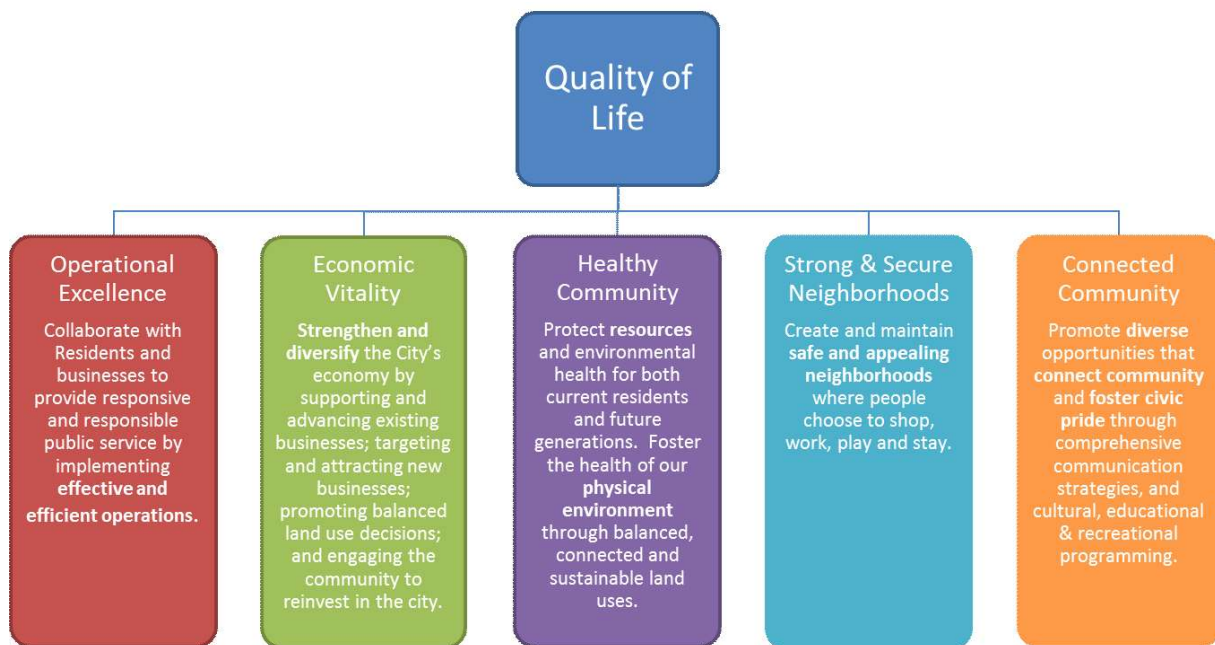 Quality of
Life
Operational
Excellence
Collaborate with
Residents and
businesses to
provide responsive
and responsible
public service by
implementing
effective and
efficient operations.
Economic
Vitality
Strengthen and
diversify the City's
economy by
supporting and
advancing existing
businesses; targeting
and attracting new
businesses;
promoting balanced
land use decisions;
and engaging the
community to
reinvest in the city.
Healthy
Community
Protect resources
and environmental
health for both
current residents
and future
generations.  Foster
the health of our
physical
environment
through balanced,
connected and
sustainable land
uses.
Strong & Secure
Neighborhoods
Create and maintain
safe and appealing
neighborhoods
where people
choose to shop,
work, play and stay.
Connected
Community
Promote diverse
opportunities that
connect community
and foster civic
pride through
comprehensive
communication
strategies, and
cultural, educational
& recreational
programming.